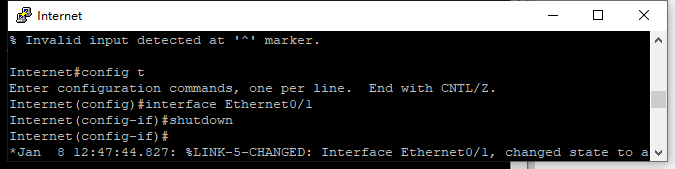 Internet
% Invalid input detected at '^' marker.
Internet#config t
Enter configuration commands, one per line.  End with CNTL/Z.
Internet(config)#interface Ethernet0/1
Internet(config-if)#shutdown
Internet(config-if)#
*Jan  8 12:47:44.827: %LINK-5-CHANGED: Interface Ethernet0/1, changed state to a